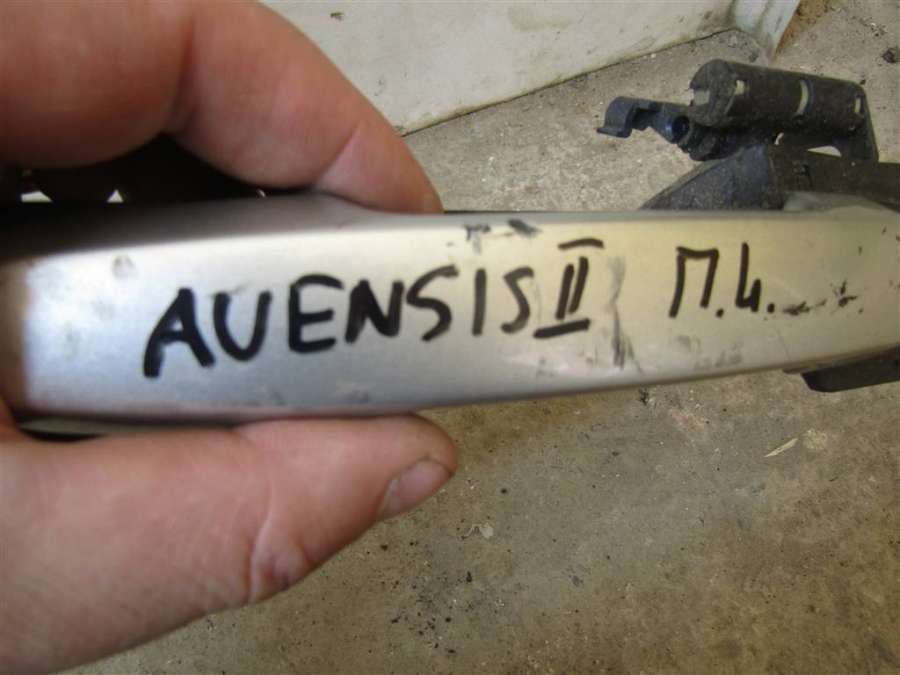 AVENSIS II П.Ч.